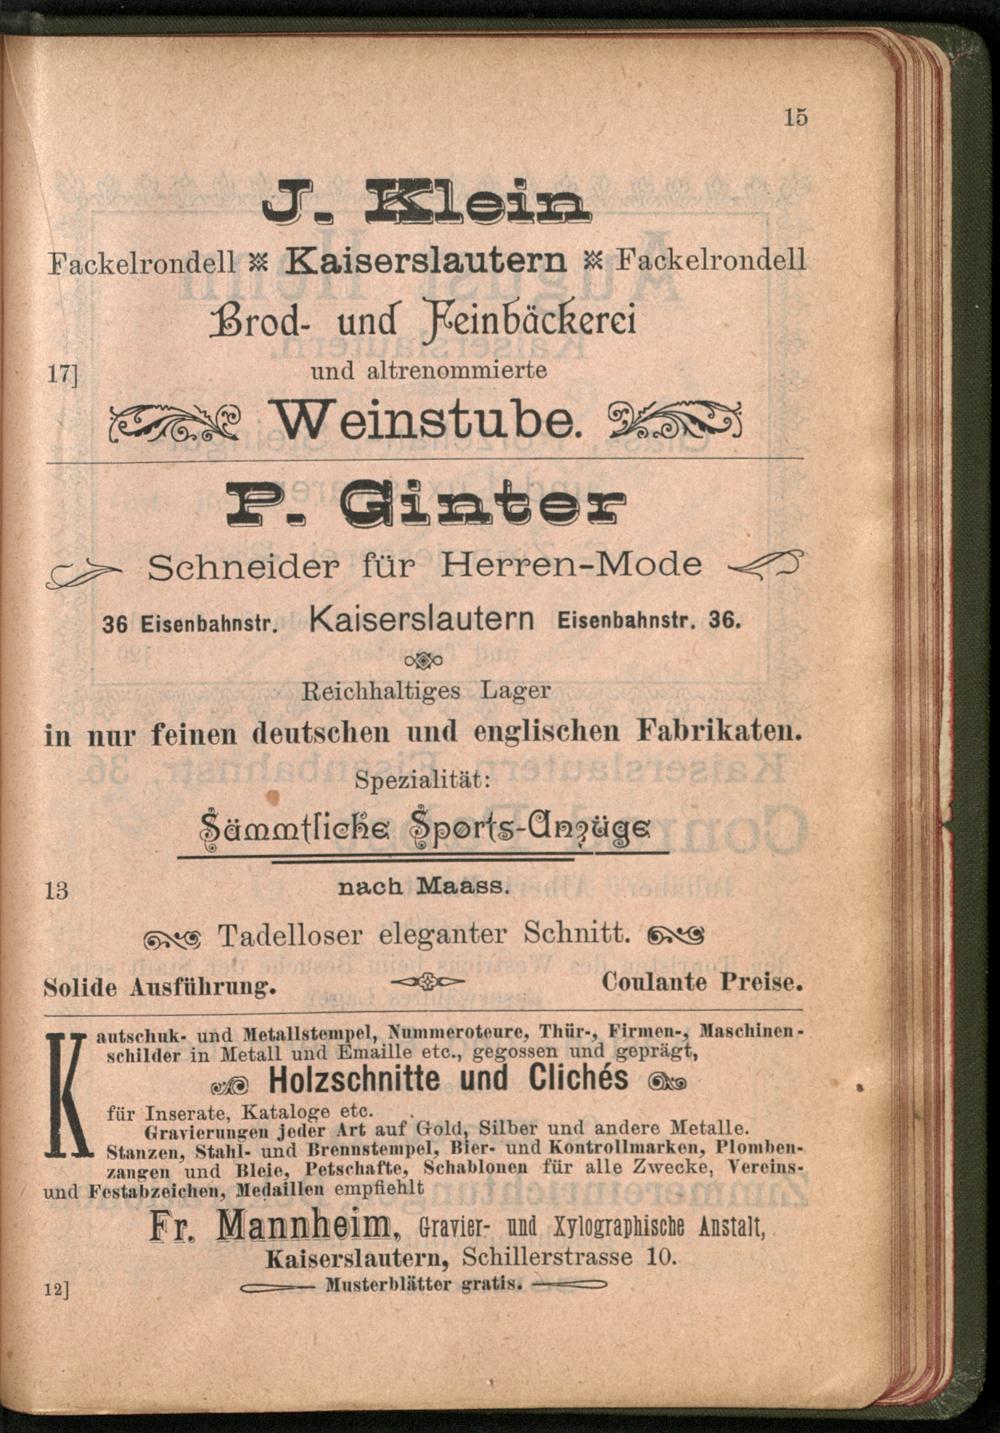 15
J. Klein
Fackelrondell ※ Kaiserslautern ※ Fackelrondell
Brod- und Feinbäckerei
17] und altrenommierte
Weinstube.
P. Ginter
Schneider für Herren-Mode
36 Eisenbahnstr. Kaiserslautern Eisenbahnstr. 36.
Reichhaltiges Lager
in nur feinen deutschen und englischen Fabrikaten.
Spezialität:
Sämmtliche Sports-Anzüge
13 nach Maass.
Tadelloser eleganter Schnitt.
Solide Ausführung. Coulante Preise.
Kautschuk- und Metallstempel, Nummeroteure, Thür-, Firmen-, Maschinen-
schilder in Metall und Emaille etc., gegossen und geprägt,
Holzschnitte und Clichés
für Inserate, Kataloge etc.
Gravierungen jeder Art auf Gold, Silber und andere Metalle.
Stanzen, Stahl- und Brennstempel, Bier- und Kontrollmarken, Plomben-
zangen und Bleie, Petschafte, Schablonen für alle Zwecke, Vereins-
und Festabzeichen, Medaillen empfiehlt
Fr. Mannheim, Gravier- und Xylographische Anstalt,
Kaiserslautern, Schillerstrasse 10.
12] Musterblätter gratis.